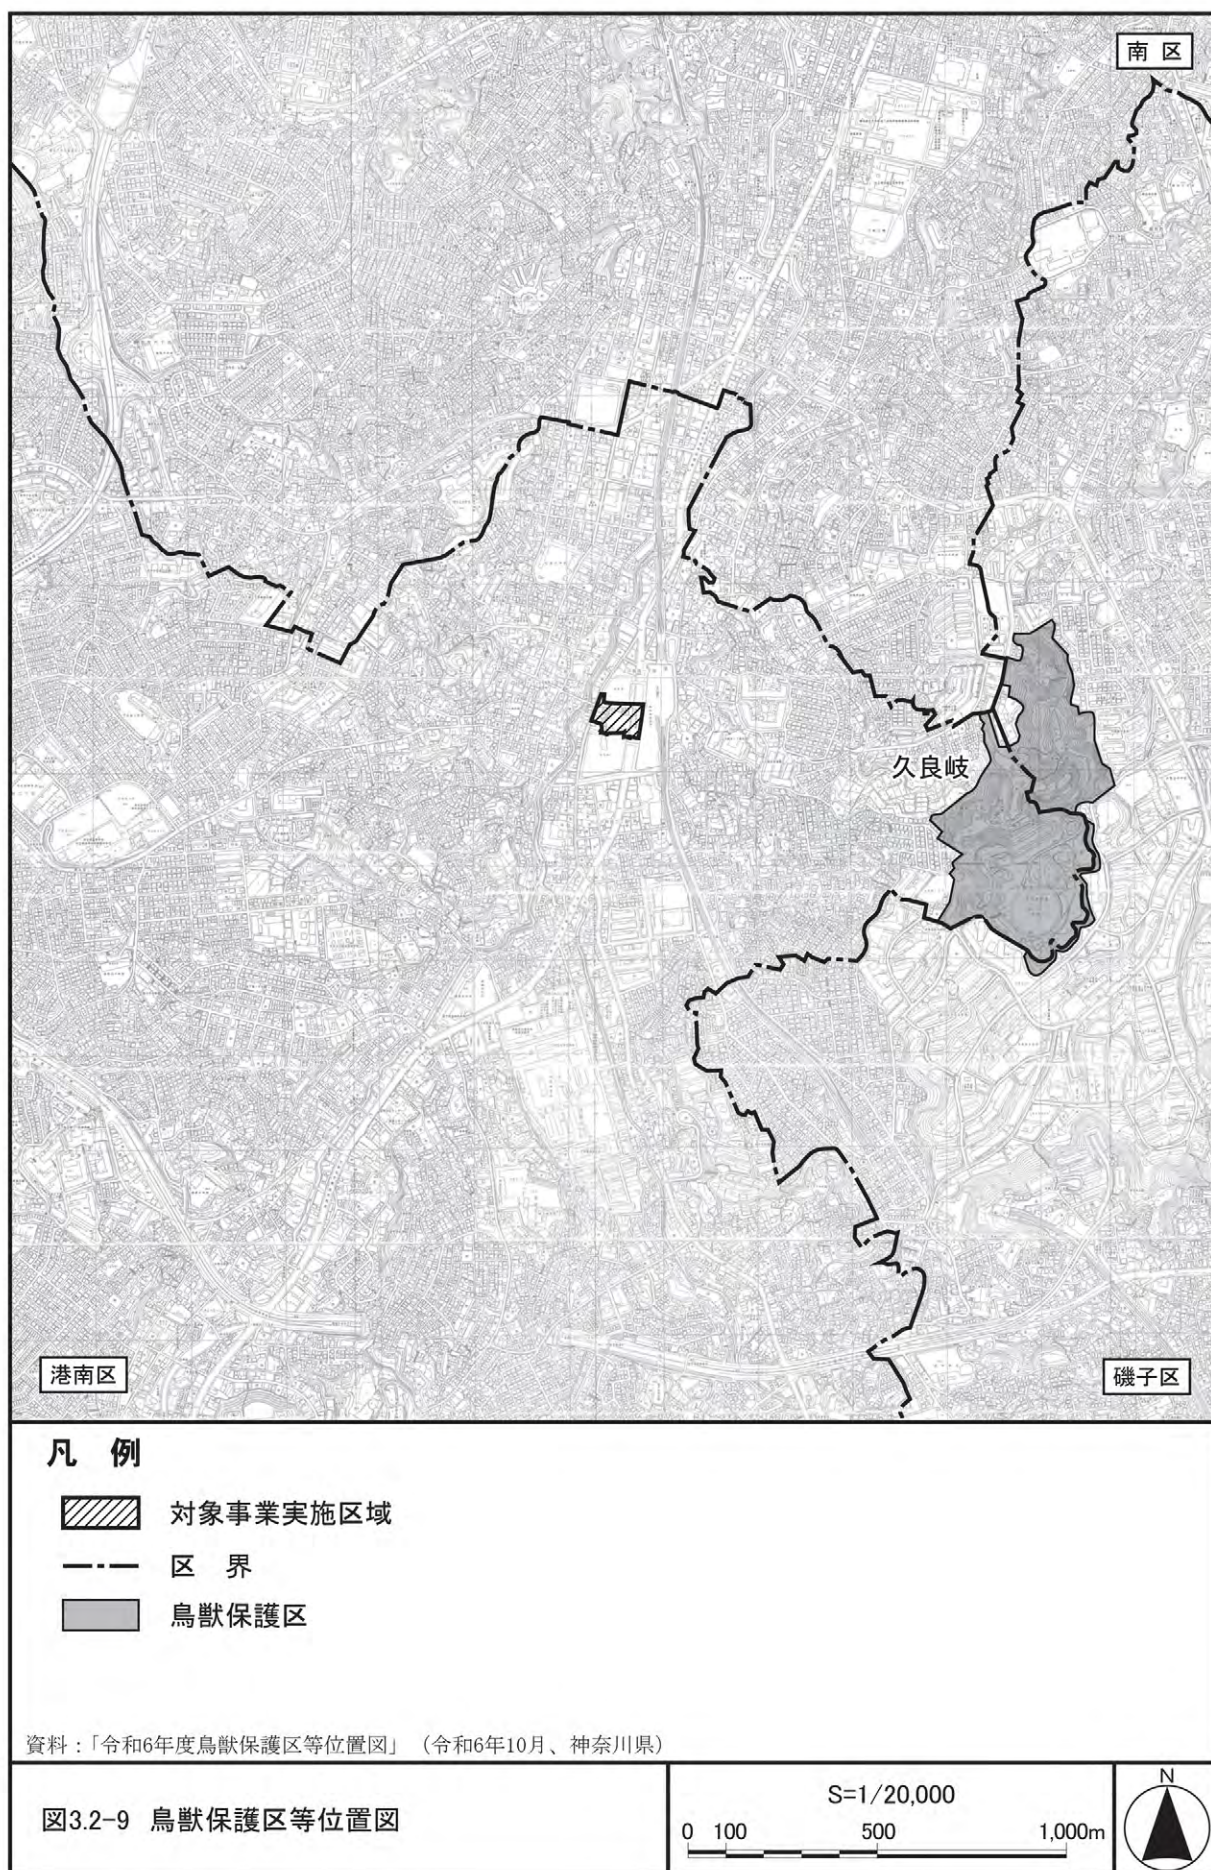 南区
久良岐
港南区
磯子区
凡 例
対象事業実施区域
区 界
鳥獣保護区
資料：「令和6年度鳥獣保護区等位置図」（令和6年10月、神奈川県）
図3.2-9 鳥獣保護区等位置図
S=1/20,000
0 100 500 1,000m
N